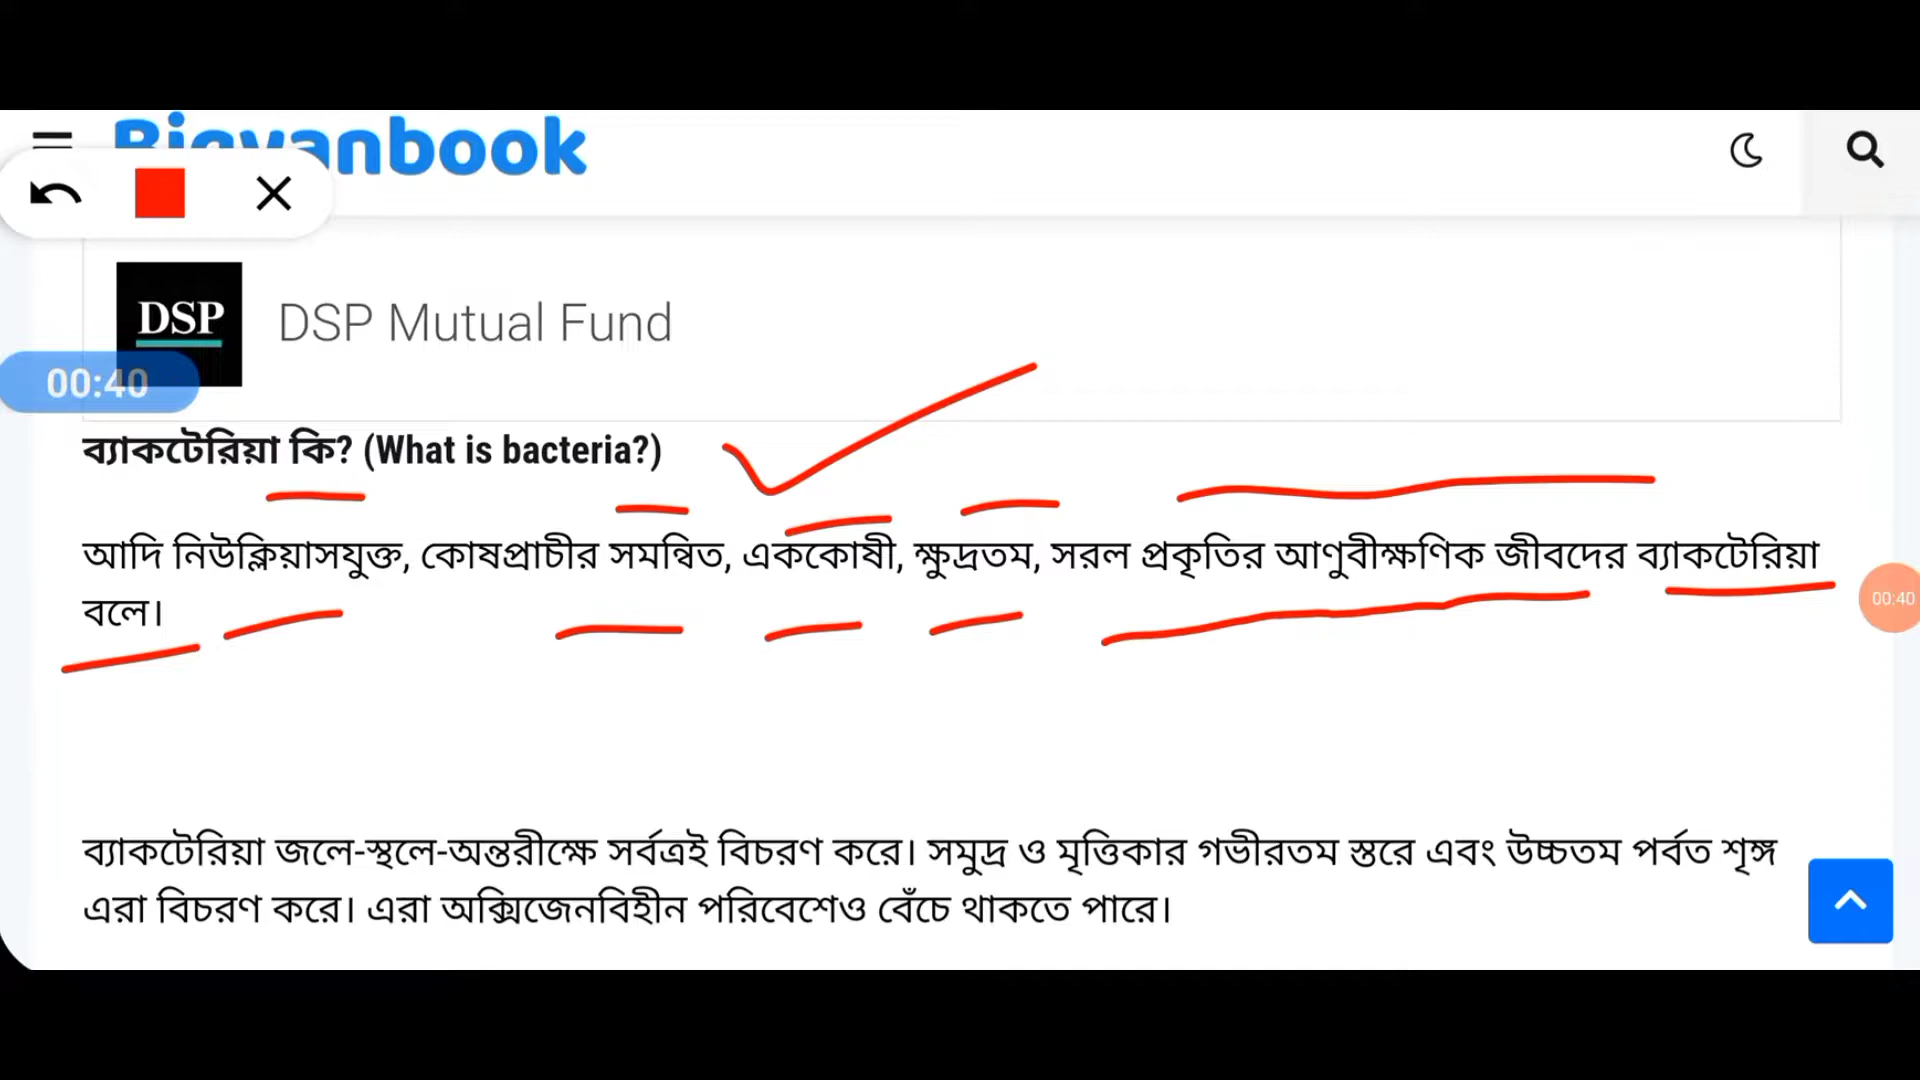 Bigyanbook
DSP
DSP Mutual Fund
00:40
ব্যাকটেরিয়া কি? (What is bacteria?)
আদি নিউক্লিয়াসযুক্ত, কোষপ্রাচীর সমন্বিত, এককোষী, ক্ষুদ্রতম, সরল প্রকৃতির আণুবীক্ষণিক জীবদের ব্যাকটেরিয়া
বলে।
00:40
ব্যাকটেরিয়া জলে-স্থলে-অন্তরীক্ষে সর্বত্রই বিচরণ করে। সমুদ্র ও মৃত্তিকার গভীরতম স্তরে এবং উচ্চতম পর্বত শৃঙ্গ
এরা বিচরণ করে। এরা অক্সিজেনবিহীন পরিবেশেও বেঁচে থাকতে পারে।